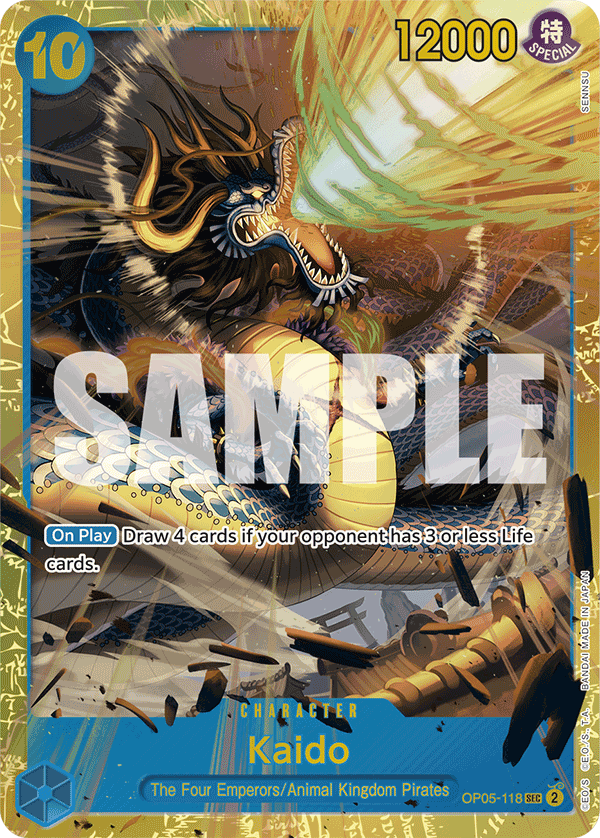 10
12000
特
SPECIAL
SENNSU
SAMPLE
On Play Draw 4 cards if your opponent has 3 or less Life
cards.
©E.O./S. ©E.O./S., T.A. BANDAI MADE IN JAPAN
CHARACTER
Kaido
The Four Emperors/Animal Kingdom Pirates
OP05-118 SEC 2